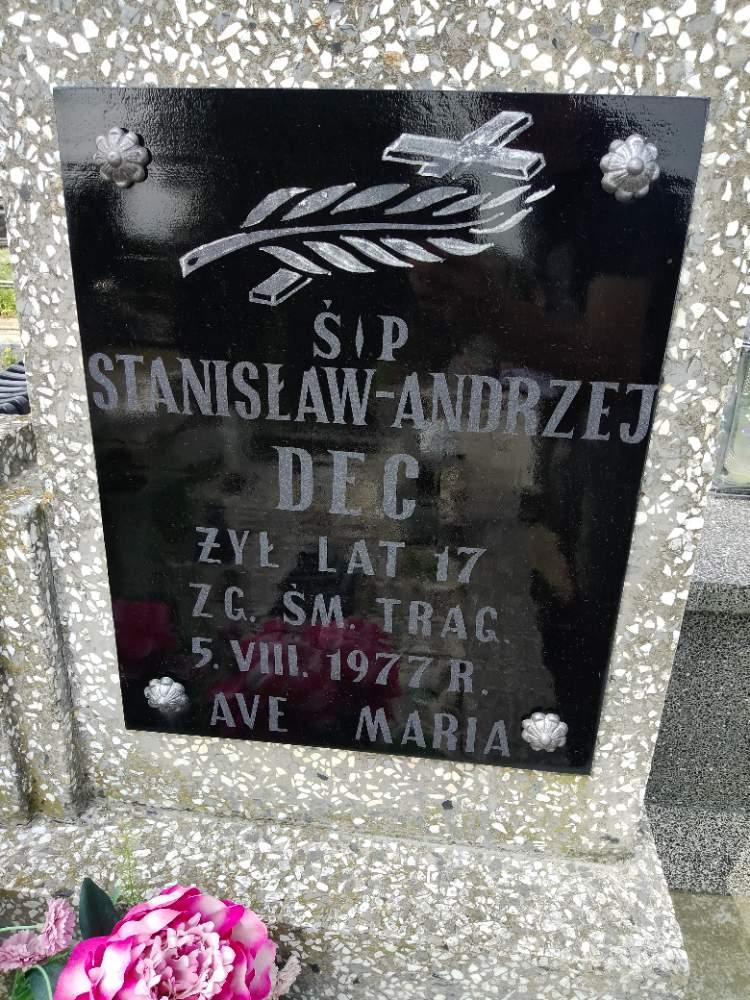 Ś I P
STANISŁAW-ANDRZEJ
DEC
ŻYŁ LAT 17
ZG. ŚM. TRAG.
5. VIII. 1977 R.
AVE MARIA